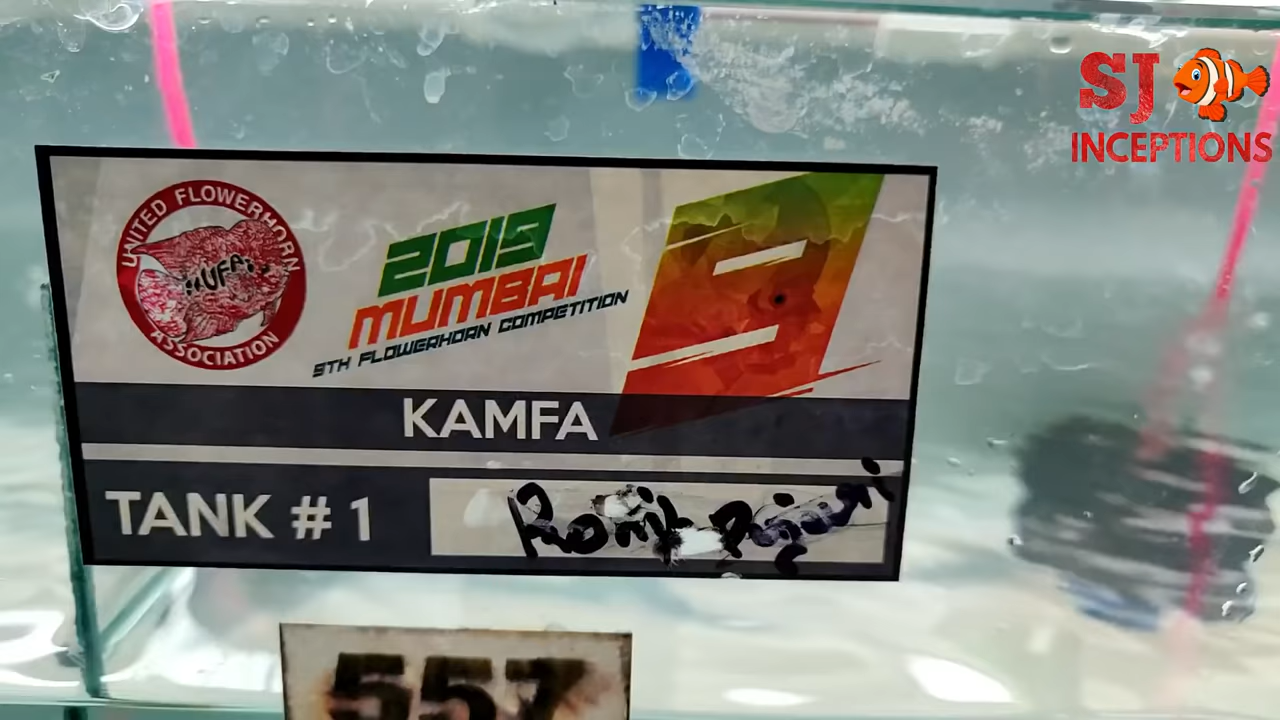 SJ
INCEPTIONS
UNITED FLOWERHORN
UFA
ASSOCIATION
2019
MUMBAI
9TH FLOWERHORN COMPETITION
9
KAMFA
TANK # 1
557